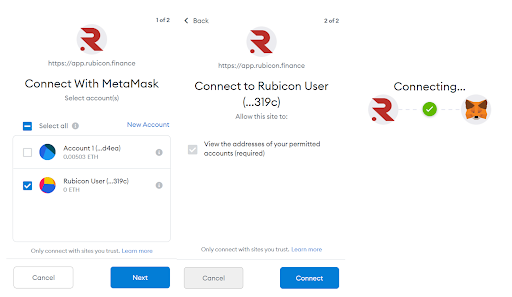 1 of 2
https://app.rubicon.finance
Connect With MetaMask
Select account(s)
Select all
New Account
Account 1 (...d4ea)
0.00503 ETH
Rubicon User (...319c)
0 ETH
Only connect with sites you trust. Learn more
Cancel
Next
Back
2 of 2
https://app.rubicon.finance
Connect to Rubicon User
(...319c)
Allow this site to:
View the addresses of your permitted
accounts (required)
Only connect with sites you trust. Learn more
Cancel
Connect
Connecting...